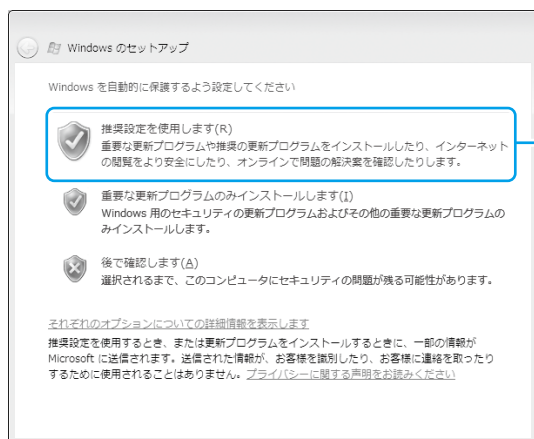 Windows のセットアップ
Windows を自動的に保護するよう設定してください
推奨設定を使用します(R)
重要な更新プログラムや推奨の更新プログラムをインストールしたり、インターネット
の閲覧をより安全にしたり、オンラインで問題の解決案を確認したりします。
重要な更新プログラムのみインストールします(I)
Windows 用のセキュリティの更新プログラムおよびその他の重要な更新プログラムの
みインストールします。
後で確認します(A)
選択されるまで、このコンピュータにセキュリティの問題が残る可能性があります。
それぞれのオプションについての詳細情報を表示します
推奨設定を使用するとき、または更新プログラムをインストールするときに、一部の情報が
Microsoft に送信されます。送信された情報が、お客様を識別したり、お客様に連絡を取ったり
するために使用されることはありません。プライバシーに関する声明をお読みください